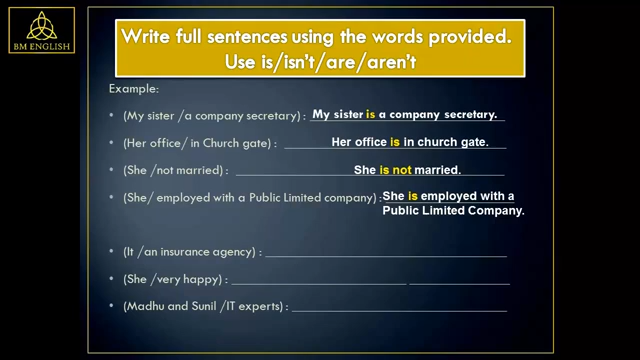 BM ENGLISH
Write full sentences using the words provided.
Use is/isn't/are/aren't
Example:
• (My sister /a company secretary) : My sister is a company secretary.
• (Her office/ in Church gate) : Her office is in church gate.
• (She /not married) : She is not married.
• (She/ employed with a Public Limited company) : She is employed with a
Public Limited Company.
• (It /an insurance agency) :
• (She /very happy) :
• (Madhu and Sunil /IT experts) :